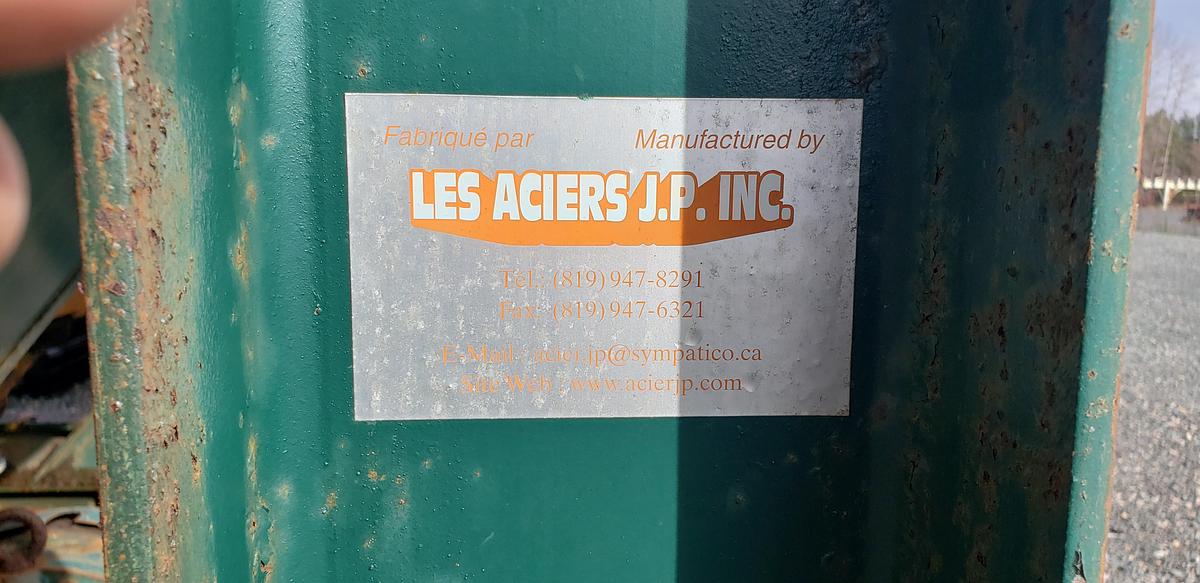 Fabriqué par Manufactured by
LES ACIERS J.P. INC.
Tél.: (819) 947-8291
Fax: (819) 947-6321
E-Mail : acier.jp@sympatico.ca
Site Web : www.acierjp.com